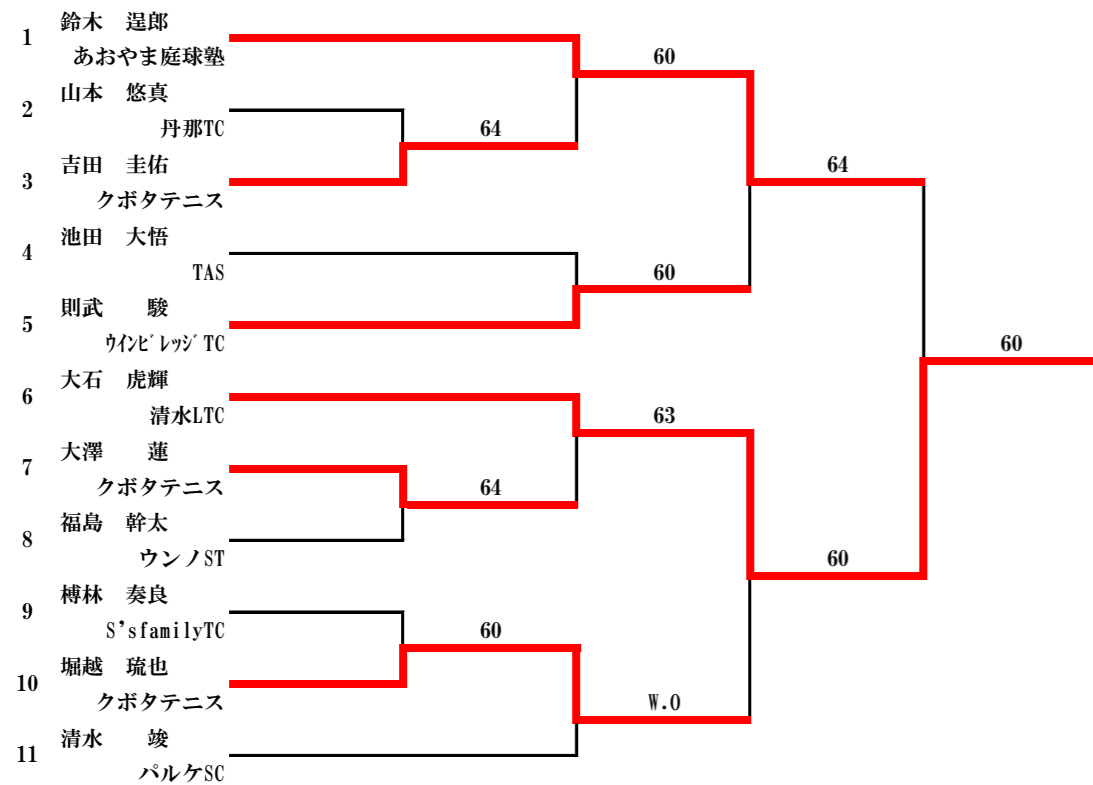 1
鈴木　逞郎
あおやま庭球塾
60
2
山本　悠真
丹那TC
64
3
吉田　圭佑
クボタテニス
64
4
池田　大悟
TAS
60
5
則武　　駿
ｳｲﾝﾋﾞﾚｯｼﾞTC
60
6
大石　虎輝
清水LTC
63
7
大澤　　蓮
クボタテニス
64
8
福島　幹太
ウンノST
60
9
榑林　奏良
S’sfamilyTC
60
10
堀越　琉也
クボタテニス
W.O
11
清水　　竣
パルケSC